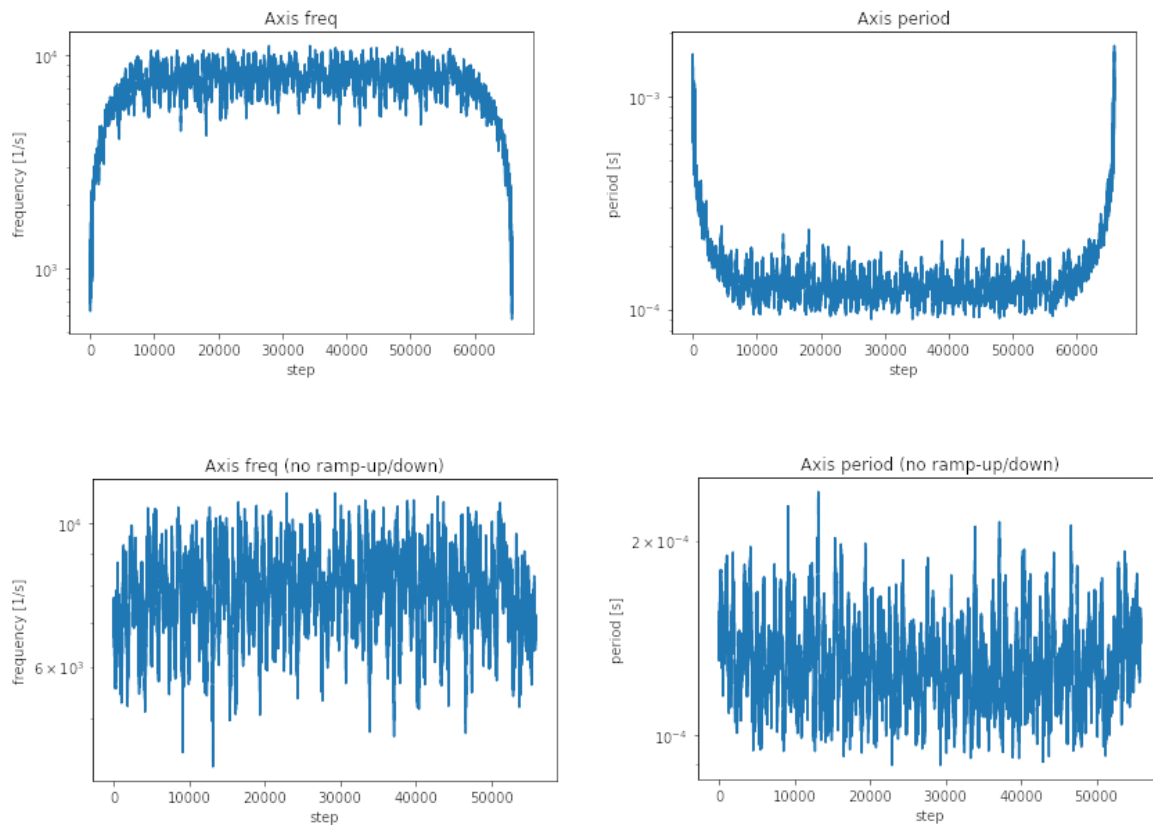 Axis freq
frequency [1/s]
10⁴
10³
0 10000 20000 30000 40000 50000 60000
step
Axis period
period [s]
10⁻³
10⁻⁴
0 10000 20000 30000 40000 50000 60000
step
Axis freq (no ramp-up/down)
frequency [1/s]
10⁴
6 × 10³
0 10000 20000 30000 40000 50000
step
Axis period (no ramp-up/down)
period [s]
2 × 10⁻⁴
10⁻⁴
0 10000 20000 30000 40000 50000
step